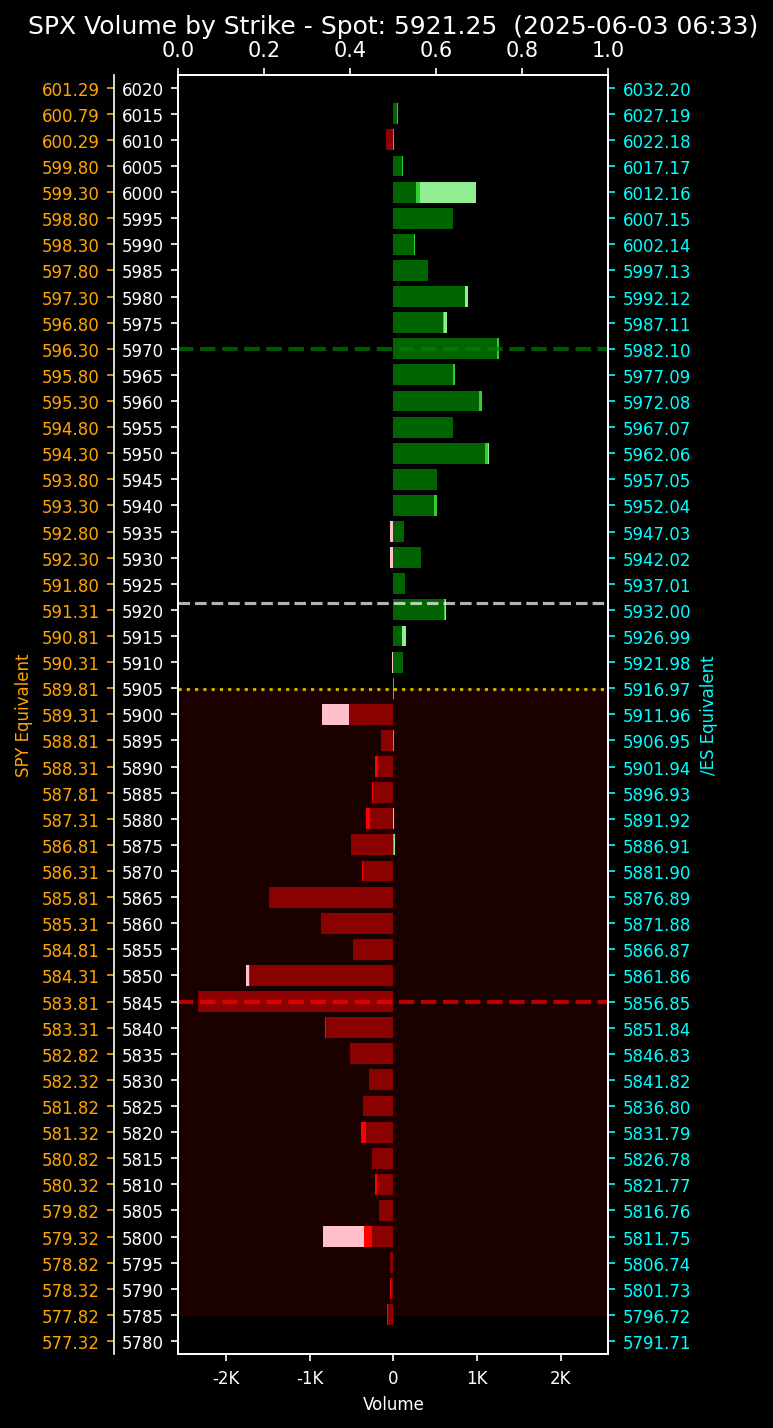 SPX Volume by Strike - Spot: 5921.25 (2025-06-03 06:33)
0.0 0.2 0.4 0.6 0.8 1.0
601.29 6020 6032.20
600.79 6015 6027.19
600.29 6010 6022.18
599.80 6005 6017.17
599.30 6000 6012.16
598.80 5995 6007.15
598.30 5990 6002.14
597.80 5985 5997.13
597.30 5980 5992.12
596.80 5975 5987.11
596.30 5970 5982.10
595.80 5965 5977.09
595.30 5960 5972.08
594.80 5955 5967.07
594.30 5950 5962.06
593.80 5945 5957.05
593.30 5940 5952.04
592.80 5935 5947.03
592.30 5930 5942.02
591.80 5925 5937.01
591.31 5920 5932.00
590.81 5915 5926.99
590.31 5910 5921.98
589.81 5905 5916.97
589.31 5900 5911.96
588.81 5895 5906.95
588.31 5890 5901.94
587.81 5885 5896.93
587.31 5880 5891.92
586.81 5875 5886.91
586.31 5870 5881.90
585.81 5865 5876.89
585.31 5860 5871.88
584.81 5855 5866.87
584.31 5850 5861.86
583.81 5845 5856.85
583.31 5840 5851.84
582.82 5835 5846.83
582.32 5830 5841.82
581.82 5825 5836.80
581.32 5820 5831.79
580.82 5815 5826.78
580.32 5810 5821.77
579.82 5805 5816.76
579.32 5800 5811.75
578.82 5795 5806.74
578.32 5790 5801.73
577.82 5785 5796.72
577.32 5780 5791.71
SPY Equivalent
/ES Equivalent
-2K -1K 0 1K 2K
Volume